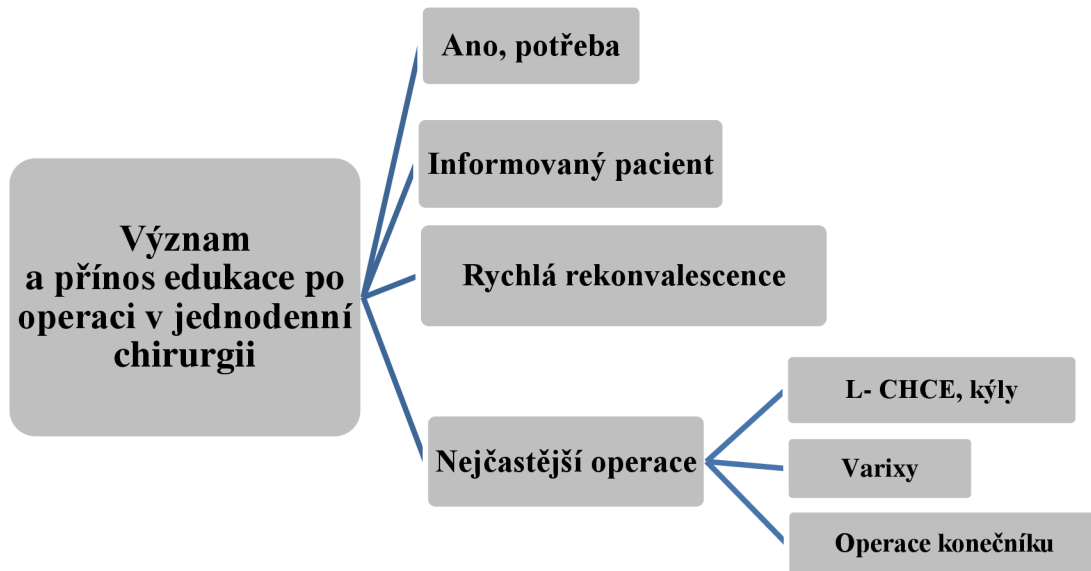 Význam
a přínos edukace po
operaci v jednodenní
chirurgii
Ano, potřeba
Informovaný pacient
Rychlá rekonvalescence
Nejčastější operace
L- CHCE, kýly
Varixy
Operace konečníku